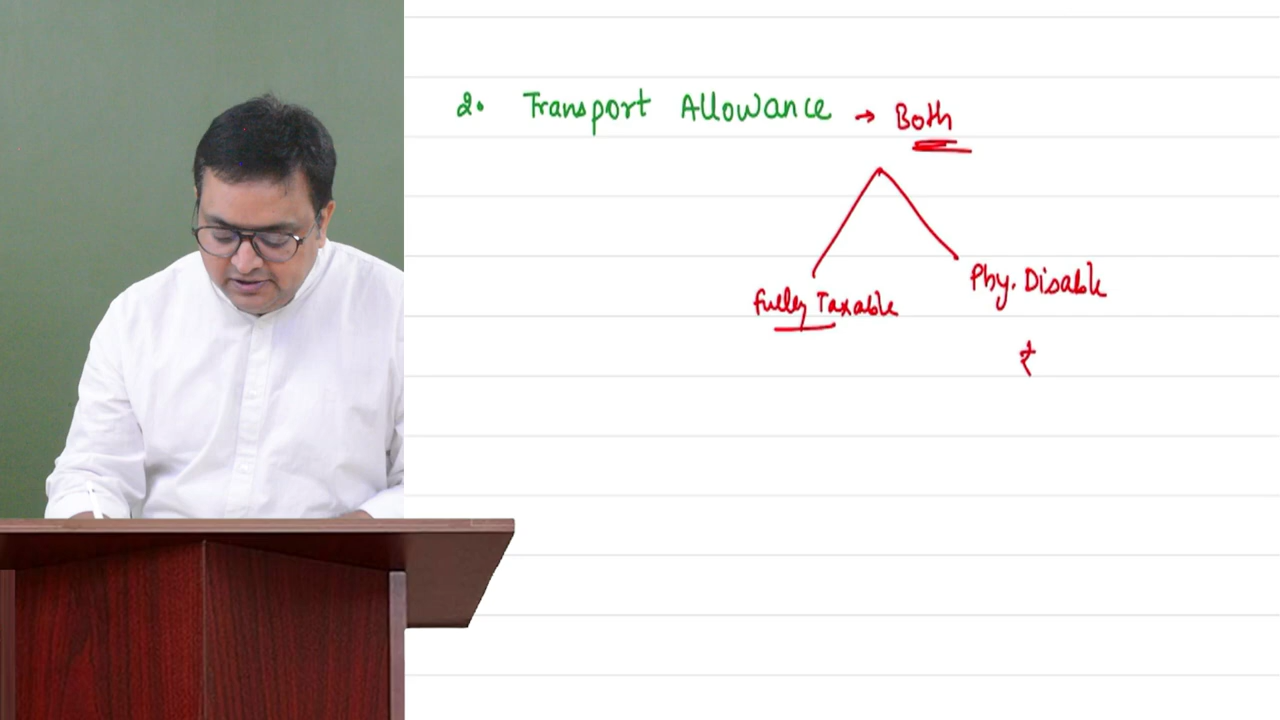 2. Transport Allowance → Both
Fully Taxable
Phy. Disable
₹